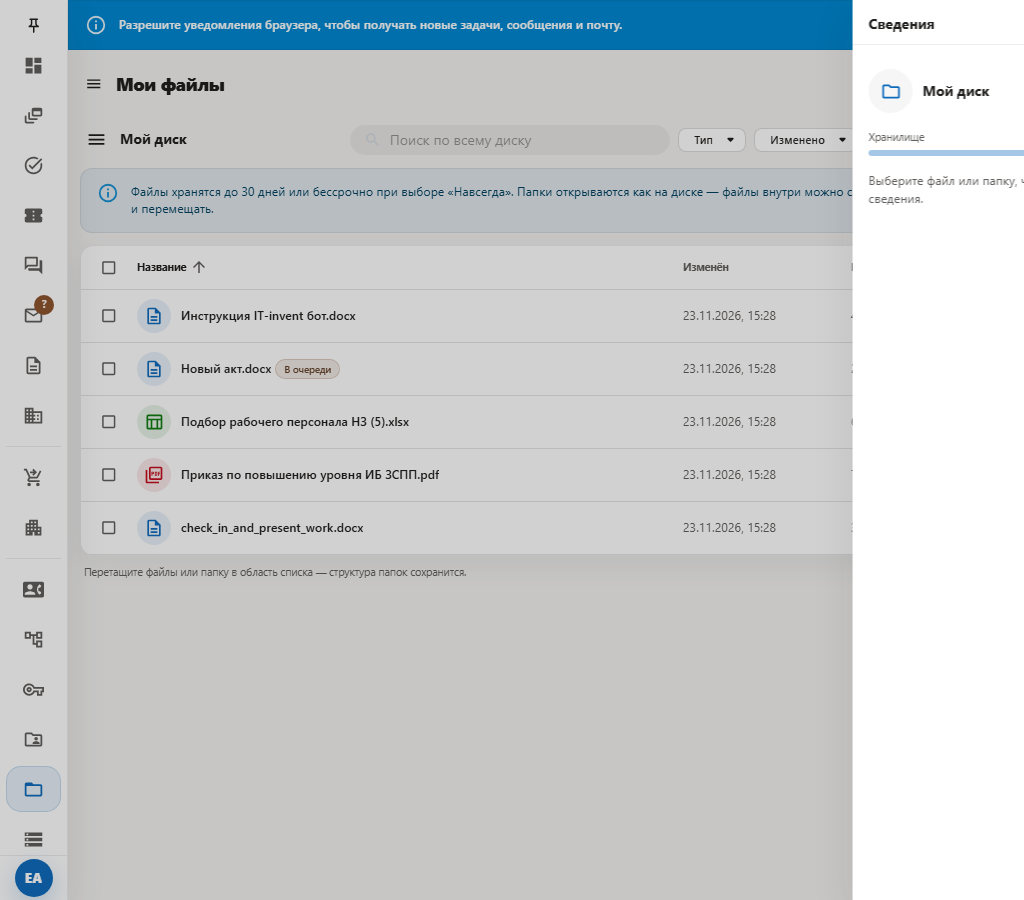 Разрешите уведомления браузера, чтобы получать новые задачи, сообщения и почту.
Сведения
Мои файлы
Мой диск
Мой диск
Поиск по всему диску
Тип
Изменено
Хранилище
Выберите файл или папку,
сведения.
Файлы хранятся до 30 дней или бессрочно при выборе «Навсегда». Папки открываются как на диске — файлы внутри можно
и перемещать.
Название
Изменён
?
Инструкция IT-invent бот.docx
23.11.2026, 15:28
Новый акт.docx
В очереди
23.11.2026, 15:28
Подбор рабочего персонала НЗ (5).xlsx
23.11.2026, 15:28
PDF
Приказ по повышению уровня ИБ ЗСПП.pdf
23.11.2026, 15:28
check_in_and_present_work.docx
23.11.2026, 15:28
Перетащите файлы или папку в область списка — структура папок сохранится.
EA